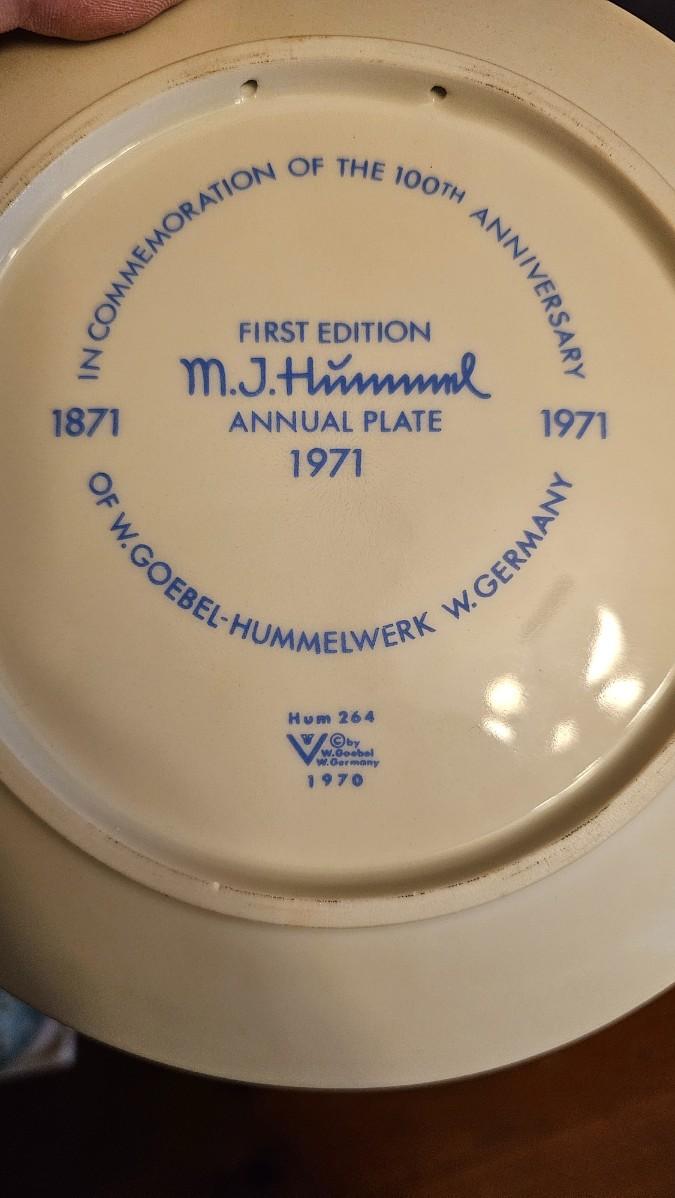 IN COMMEMORATION OF THE 100TH ANNIVERSARY
FIRST EDITION
M.J. Hummel
1871 ANNUAL PLATE 1971
1971
OF W. GOEBEL-HUMMELWERK W. GERMANY
Hum 264
© by
W. Goebel
W. Germany
1970